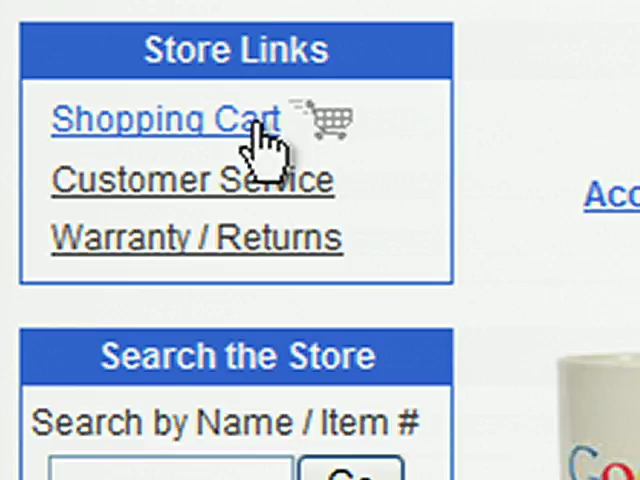 Store Links
Shopping Cart
Customer Service
Warranty / Returns
Search the Store
Search by Name / Item #